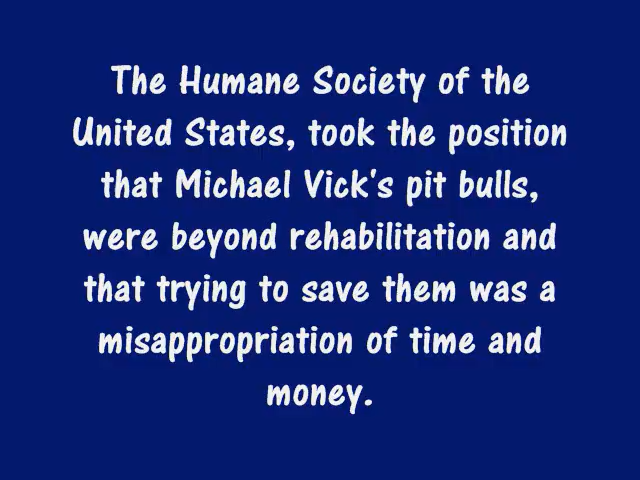 The Humane Society of the
United States, took the position
that Michael Vick's pit bulls,
were beyond rehabilitation and
that trying to save them was a
misappropriation of time and
money.